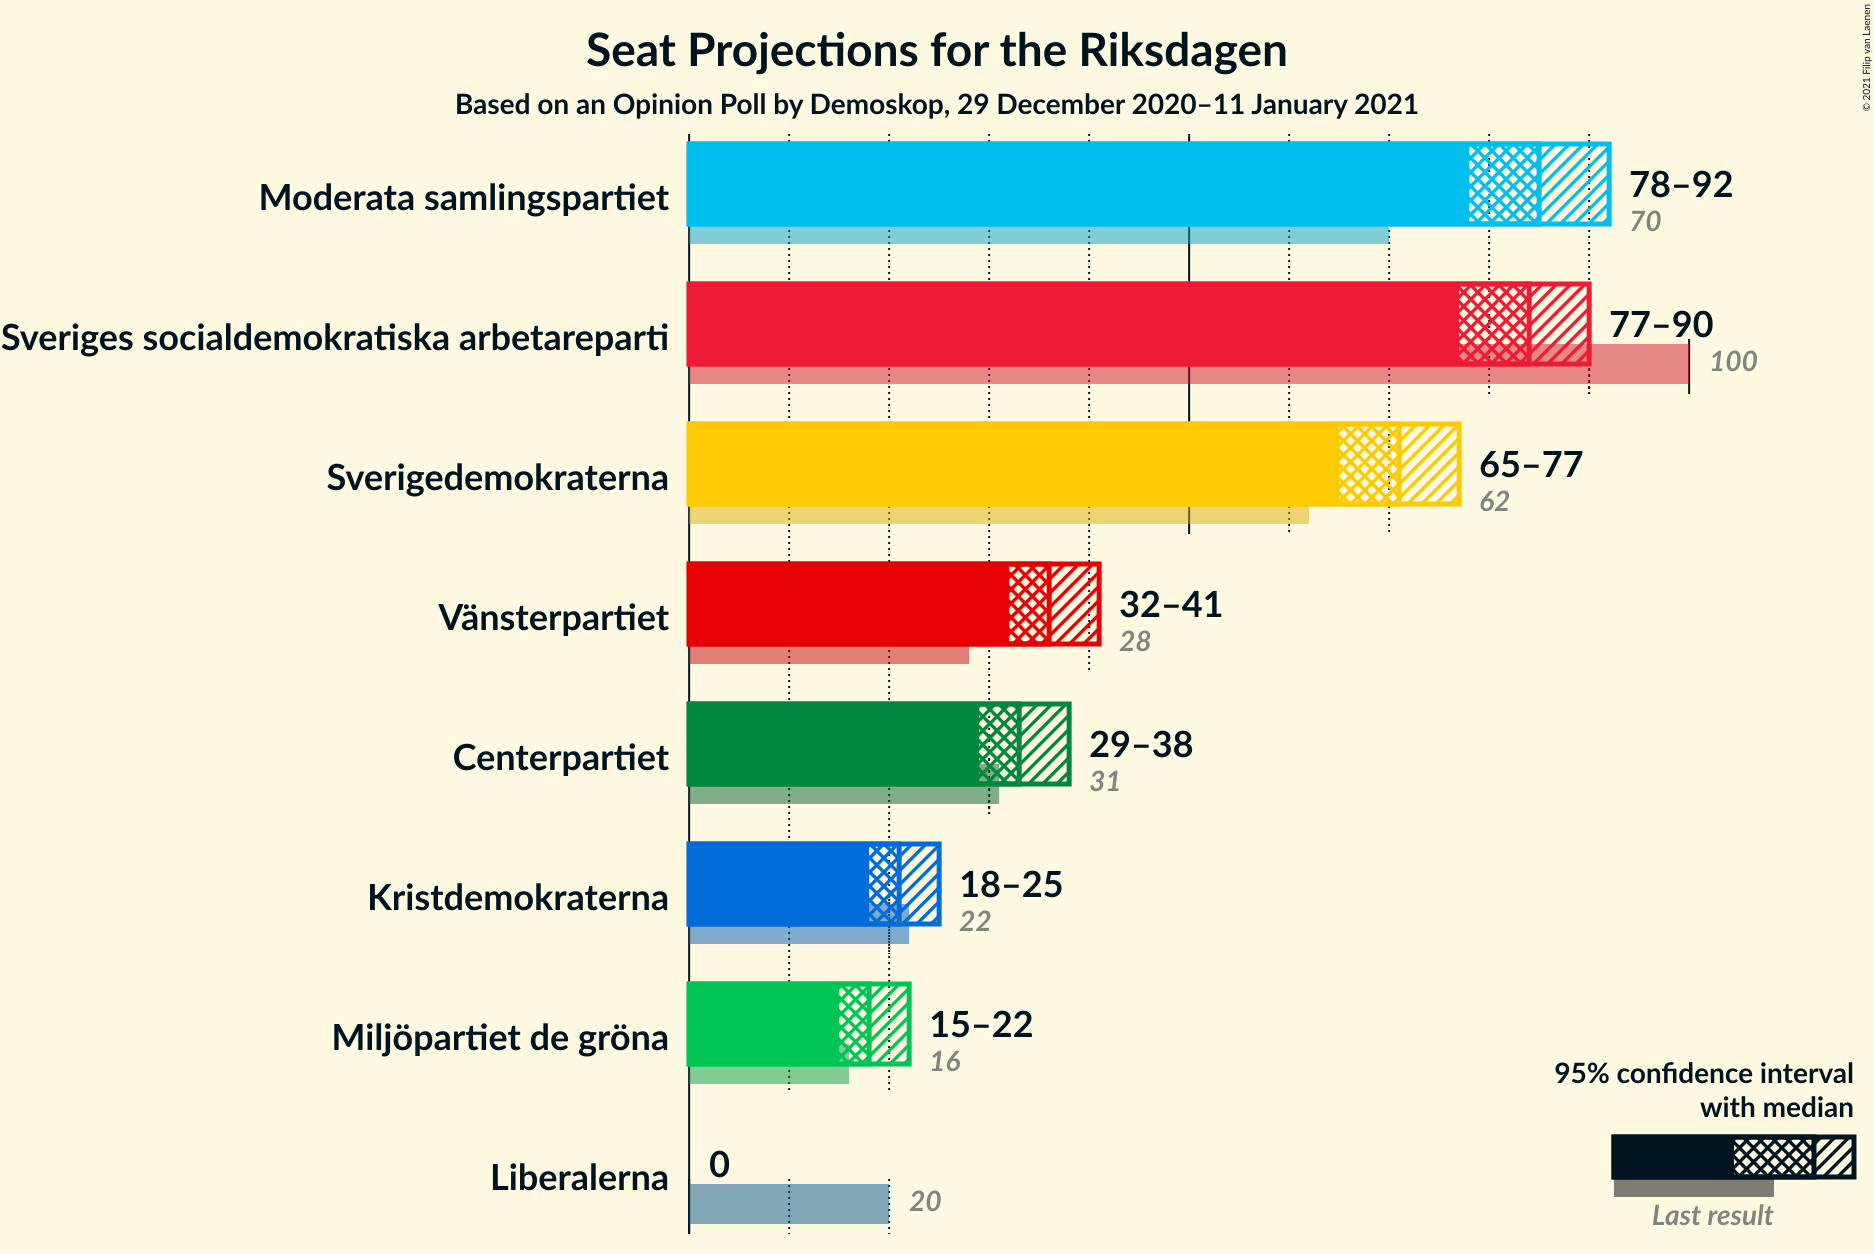 Seat Projections for the Riksdagen
Based on an Opinion Poll by Demoskop, 29 December 2020–11 January 2021
© 2021 Filip van Laenen
Moderata samlingspartiet
78–92
70
Sveriges socialdemokratiska arbetareparti
77–90
100
Sverigedemokraterna
65–77
62
Vänsterpartiet
32–41
28
Centerpartiet
29–38
31
Kristdemokraterna
18–25
22
Miljöpartiet de gröna
15–22
16
Liberalerna
0
20
95% confidence interval
with median
Last result